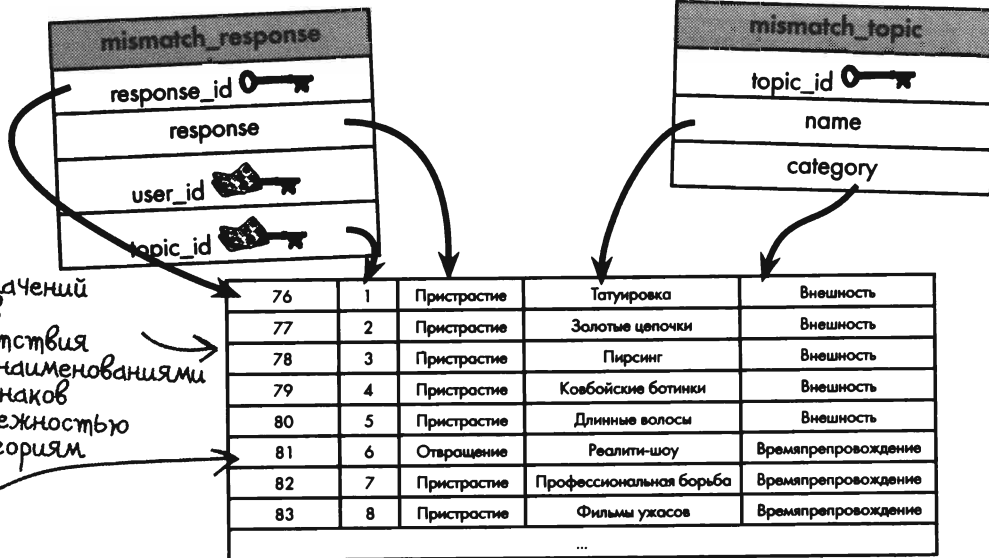 mismatch_response
response_id
response
user_id
topic_id
mismatch_topic
topic_id
name
category
наименованиями
76 1 Пристрастие Татуировка Внешность
77 2 Пристрастие Золотые цепочки Внешность
78 3 Пристрастие Пирсинг Внешность
79 4 Пристрастие Ковбойские ботинки Внешность
80 5 Пристрастие Длинные волосы Внешность
81 6 Отвращение Реалити-шоу Времяпрепровождение
82 7 Пристрастие Профессиональная борьба Времяпрепровождение
83 8 Пристрастие Фильмы ужасов Времяпрепровождение
...